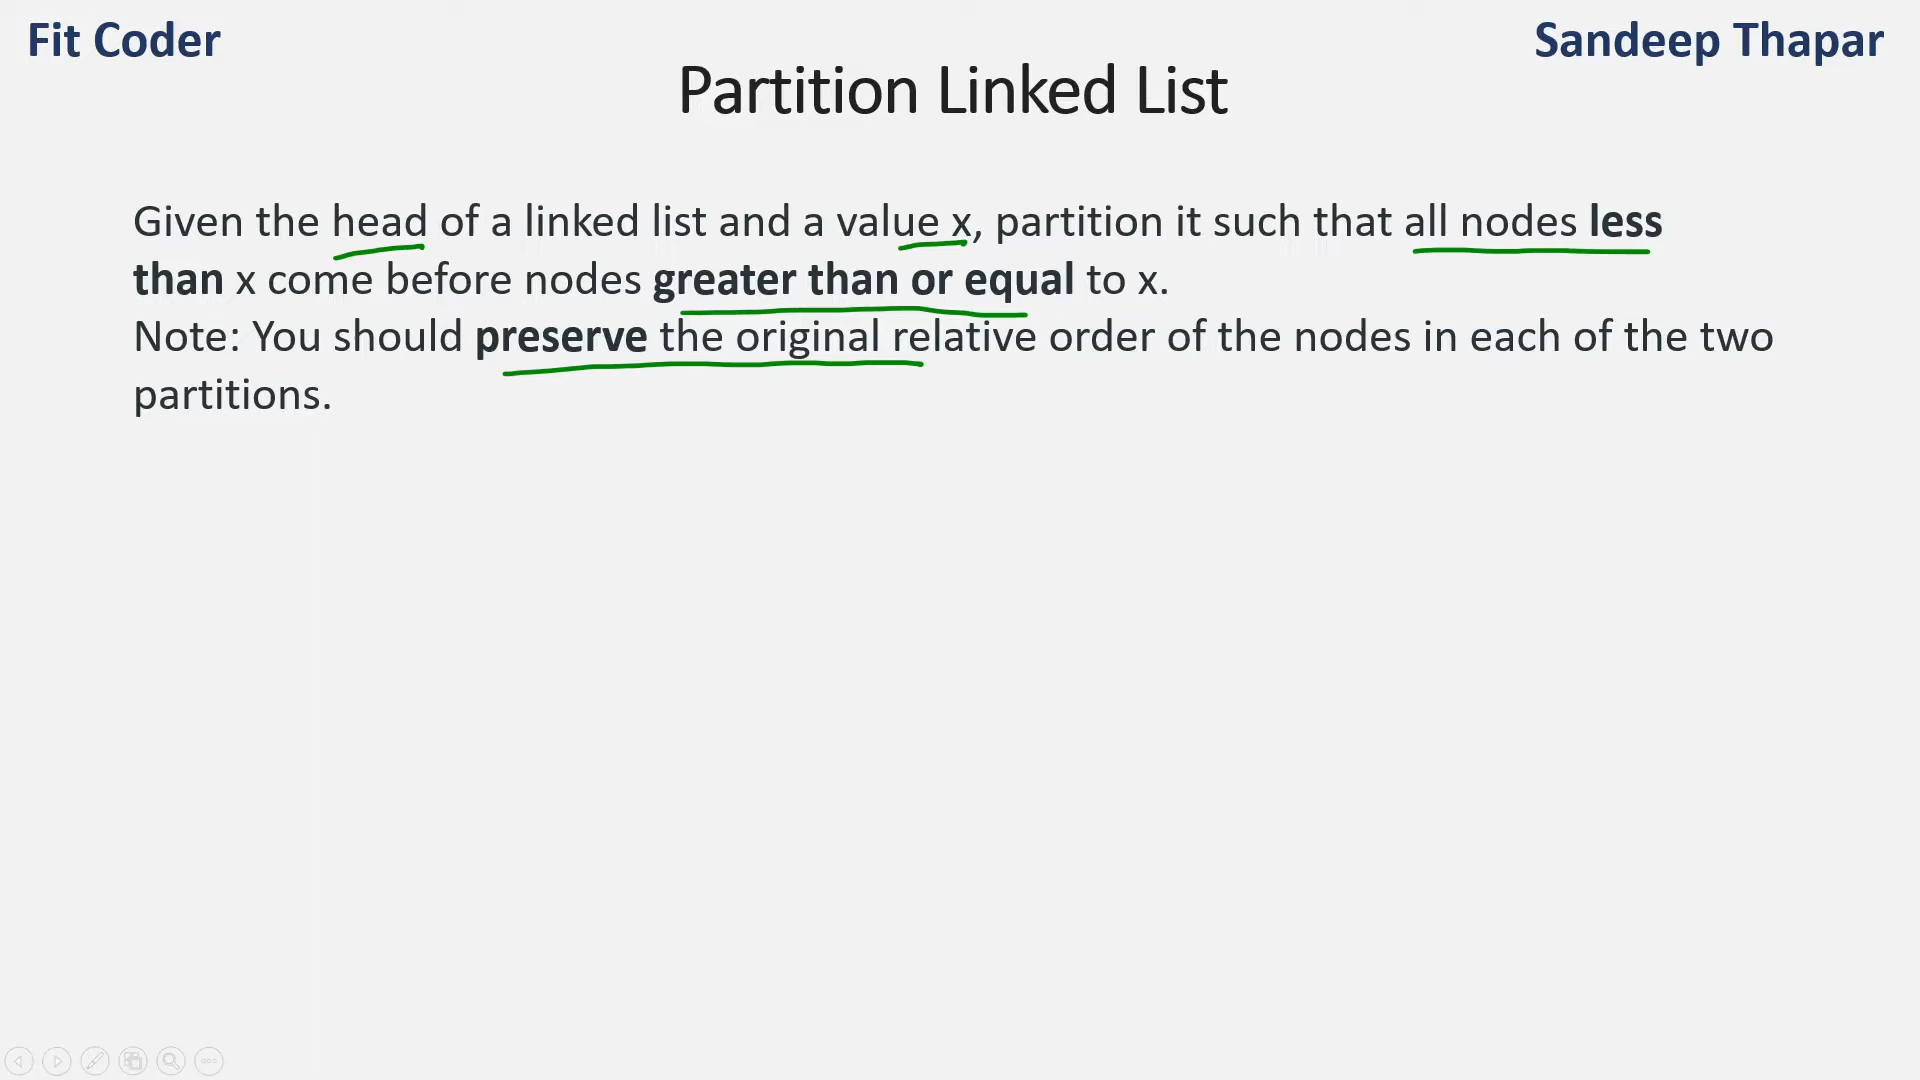 Fit Coder
Sandeep Thapar
Partition Linked List
Given the head of a linked list and a value x, partition it such that all nodes less
than x come before nodes greater than or equal to x.
Note: You should preserve the original relative order of the nodes in each of the two
partitions.